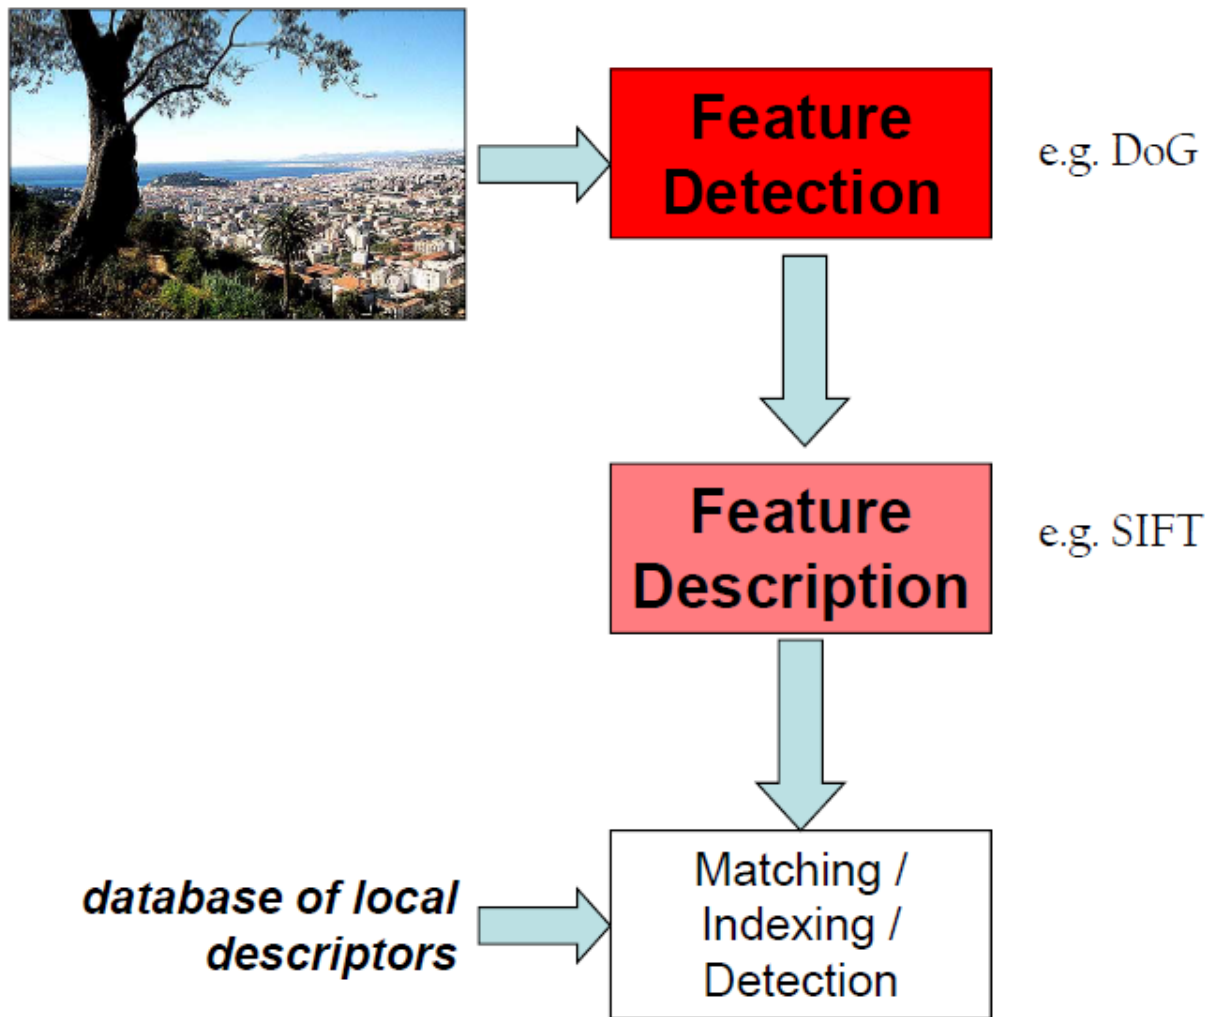 Feature
Detection
e.g. DoG
Feature
Description
e.g. SIFT
database of local
descriptors
Matching /
Indexing /
Detection